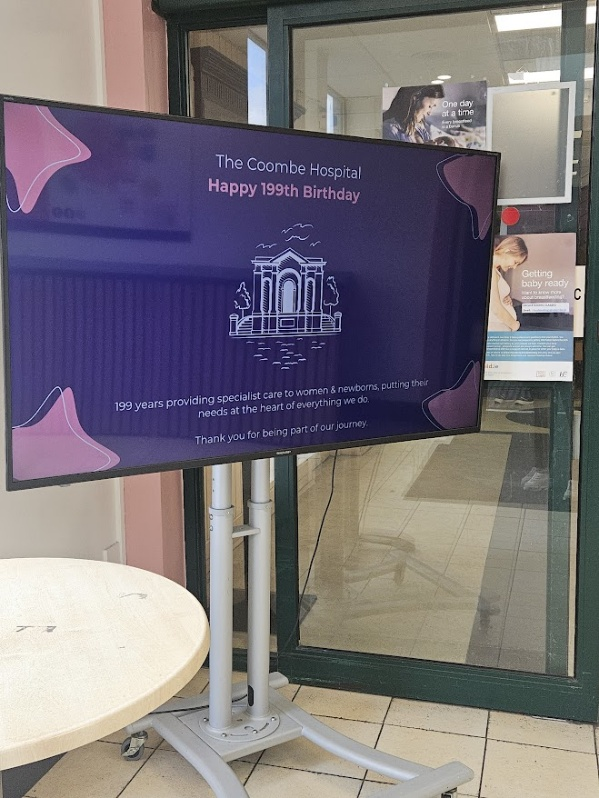 The Coombe Hospital
Happy 199th Birthday
199 years providing specialist care to women & newborns, putting their
needs at the heart of everything we do.
Thank you for being part of our journey.
One day
at a time
Getting
baby ready
C